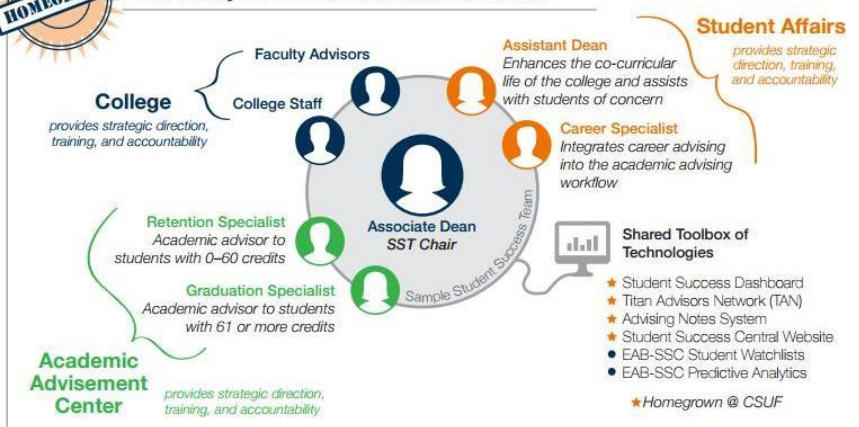 HOMEG
Student Affairs
provides strategic
direction, training,
and accountability
Assistant Dean
Enhances the co-curricular
life of the college and assists
with students of concern
Career Specialist
Integrates career advising
into the academic advising
workflow
Faculty Advisors
College Staff
College
provides strategic direction,
training, and accountability
Associate Dean
SST Chair
Sample Student Success Team
Retention Specialist
Academic advisor to
students with 0–60 credits
Graduation Specialist
Academic advisor to students
with 61 or more credits
Academic
Advisement
Center
provides strategic direction,
training, and accountability
Shared Toolbox of
Technologies
★ Student Success Dashboard
★ Titan Advisors Network (TAN)
★ Advising Notes System
★ Student Success Central Website
● EAB-SSC Student Watchlists
● EAB-SSC Predictive Analytics
★Homegrown @ CSUF